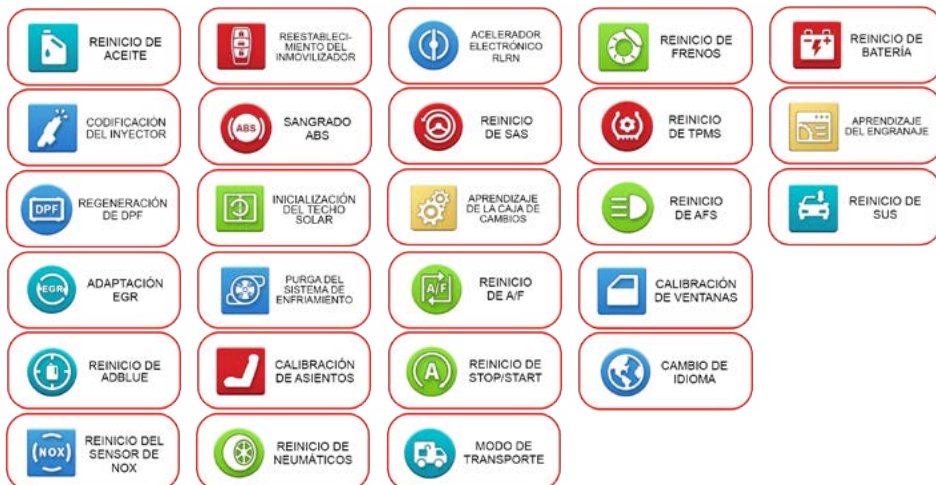 REINICIO DE
ACEITE
REESTABLECI-
MIENTO DEL
INMOVILIZADOR
ACELERADOR
ELECTRÓNICO
RLRN
REINICIO DE
FRENOS
REINICIO DE
BATERÍA
CODIFICACIÓN
DEL INYECTOR
ABS
SANGRADO
ABS
REINICIO
DE SAS
REINICIO
DE TPMS
APRENDIZAJE
DEL ENGRANAJE
DPF
REGENERACIÓN
DE DPF
INICIALIZACIÓN
DEL TECHO
SOLAR
APRENDIZAJE
DE LA CAJA DE
CAMBIOS
REINICIO
DE AFS
REINICIO DE
SUS
EGR
ADAPTACIÓN
EGR
PURGA DEL
SISTEMA DE
ENFRIAMIENTO
A/F
REINICIO
DE A/F
CALIBRACIÓN
DE VENTANAS
REINICIO DE
ADBLUE
CALIBRACIÓN
DE ASIENTOS
A
REINICIO DE
STOP/START
CAMBIO DE
IDIOMA
NOX
REINICIO DEL
SENSOR DE
NOX
REINICIO DE
NEUMÁTICOS
MODO DE
TRANSPORTE